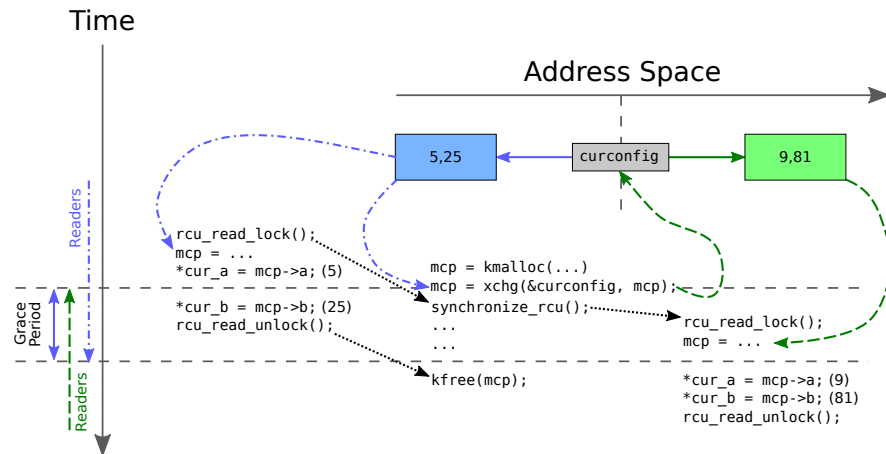 Time
Address Space
5,25
curconfig
9,81
Readers
rcu_read_lock();
mcp = ...
*cur_a = mcp->a; (5)
mcp = kmalloc(...)
mcp = xchg(&curconfig, mcp);
Grace
Period
*cur_b = mcp->b; (25)
rcu_read_unlock();
synchronize_rcu();
...
...
rcu_read_lock();
mcp = ...
Readers
kfree(mcp);
*cur_a = mcp->a; (9)
*cur_b = mcp->b; (81)
rcu_read_unlock();